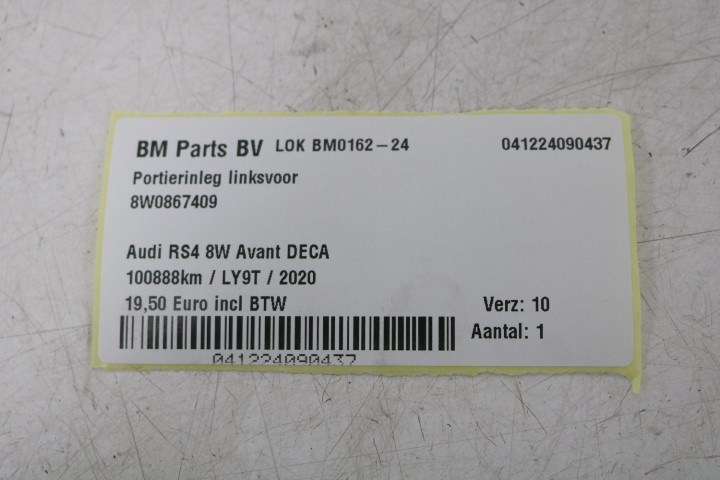 BM Parts BV LOK BM0162-24 041224090437
Portierinleg linksvoor
8W0867409
Audi RS4 8W Avant DECA
100888km / LY9T / 2020
19,50 Euro incl BTW Verz: 10
Aantal: 1
041224090437